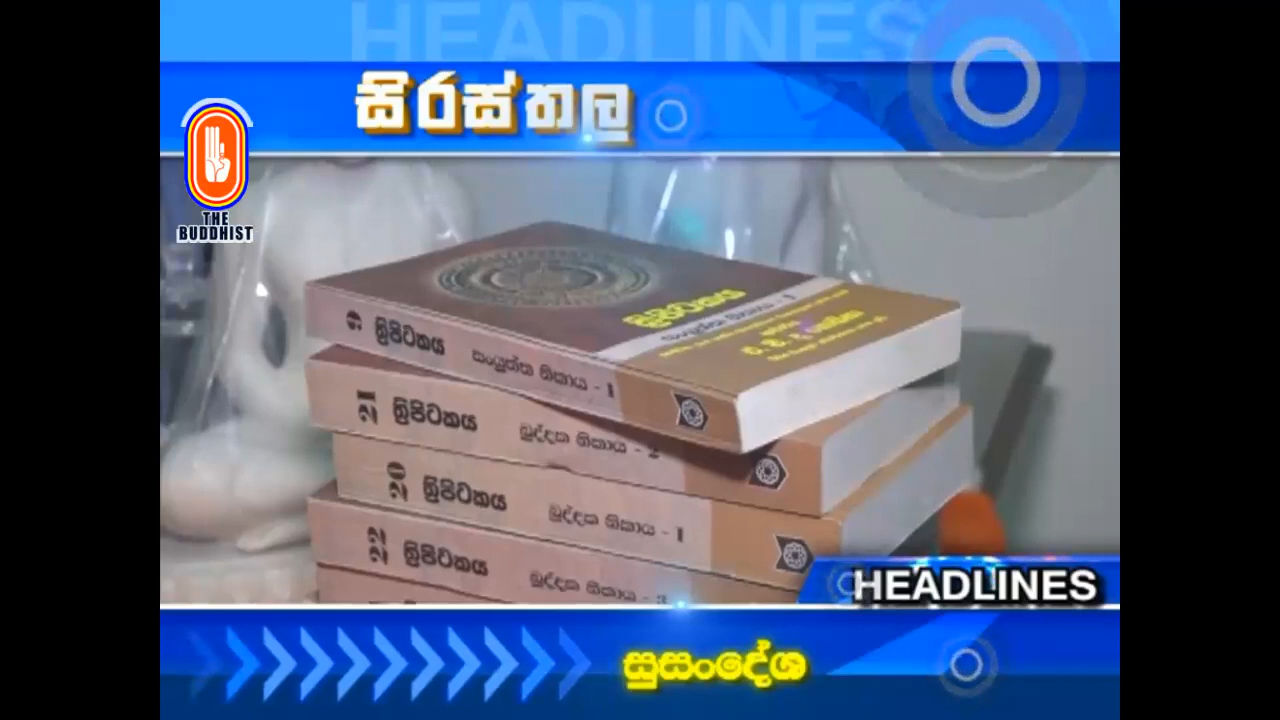 HEADLINES
සිරස්තල
THE
BUDDHIST
ත්‍රිපිටකය
සංයුත්ත නිකාය - 1
21 ත්‍රිපිටකය ඛුද්දක නිකාය - 2
20 ත්‍රිපිටකය ඛුද්දක නිකාය - 1
22 ත්‍රිපිටකය ඛුද්දක නිකාය - 3
HEADLINES
සුසංදේශ